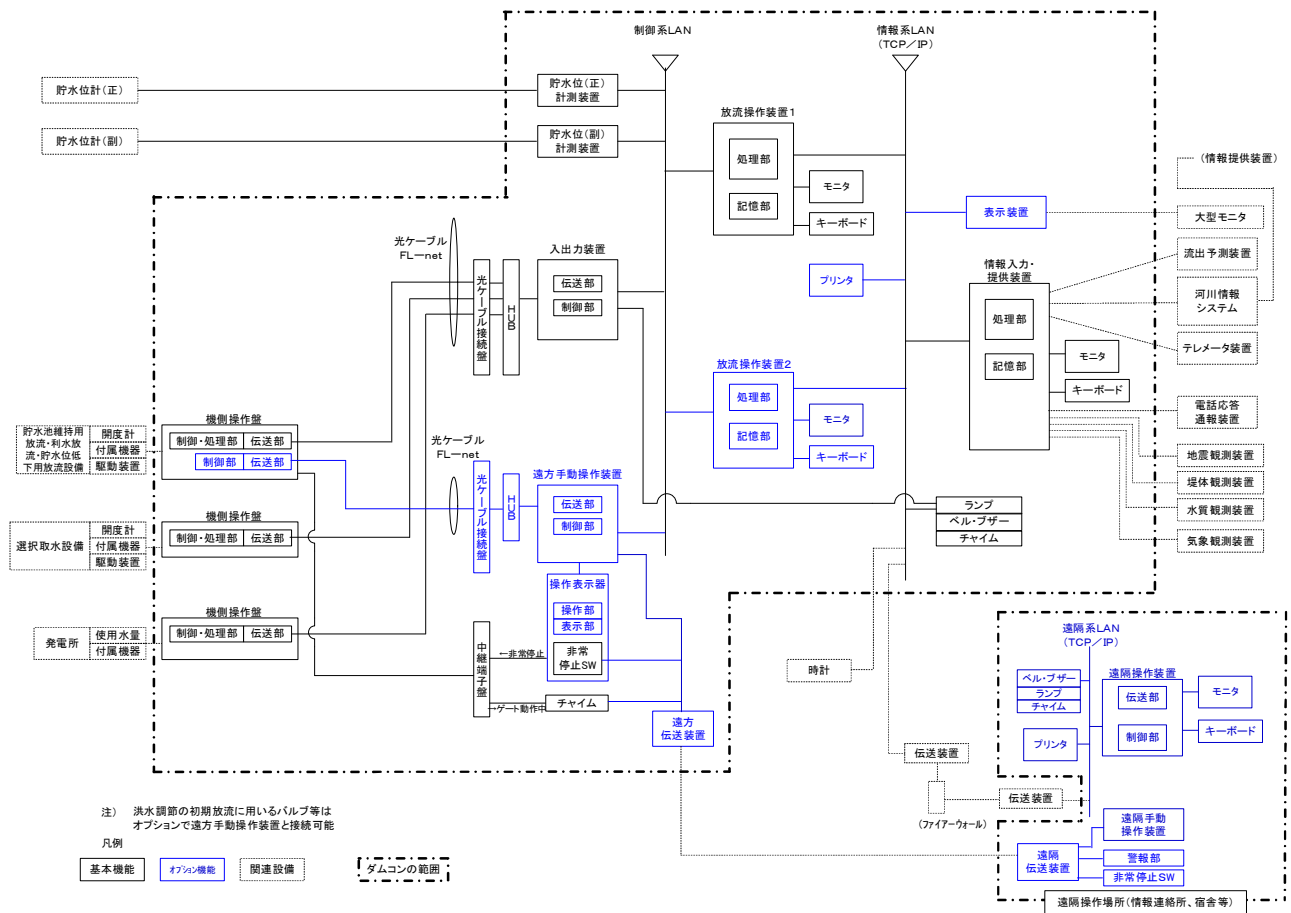 制御系LAN
情報系LAN
(TCP/IP)
貯水位計(正)
貯水位(正)
計測装置
貯水位計(副)
貯水位(副)
計測装置
放流操作装置1
処理部
記憶部
モニタ
キーボード
(情報提供装置)
表示装置
大型モニタ
流出予測装置
河川情報
システム
テレメータ装置
情報入力・
提供装置
処理部
記憶部
モニタ
キーボード
電話応答
通報装置
地震観測装置
堤体観測装置
水質観測装置
気象観測装置
プリンタ
放流操作装置2
処理部
記憶部
モニタ
キーボード
光ケーブル
FL-net
光ケーブル接続盤
HUB
入出力装置
伝送部
制御部
貯水池維持用
放流・利水放
流・貯水位低
下用放流設備
開度計
付属機器
駆動装置
機側操作盤
制御・処理部
伝送部
制御部
伝送部
光ケーブル
FL-net
光ケーブル接続盤
HUB
遠方手動操作装置
伝送部
制御部
ランプ
ベル・ブザー
チャイム
選択取水設備
開度計
付属機器
駆動装置
機側操作盤
制御・処理部
伝送部
操作表示器
操作部
表示部
非常
停止SW
発電所
使用水量
付属機器
機側操作盤
制御・処理部
伝送部
中継端子盤
←非常停止
→ゲート動作中
チャイム
遠方
伝送装置
時計
伝送装置
(ファイアーウォール)
伝送装置
遠隔系LAN
(TCP/IP)
ベル・ブザー
ランプ
チャイム
プリンタ
遠隔操作装置
伝送部
制御部
モニタ
キーボード
遠隔手動
操作装置
遠隔
伝送装置
警報部
非常停止SW
遠隔操作場所(情報連絡所、宿舎等)
注) 洪水調節の初期放流に用いるバルブ等は
オプションで遠方手動操作装置と接続可能
凡例
基本機能
オプション機能
関連設備
ダムコンの範囲